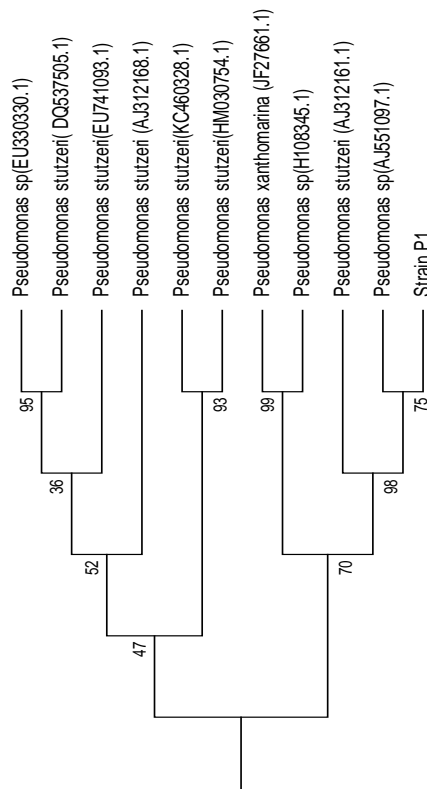 Pseudomonas sp(EU330330.1)
Pseudomonas stutzeri( DQ537505.1)
Pseudomonas stutzeri(EU741093.1)
Pseudomonas stutzeri (AJ312168.1)
Pseudomonas stutzeri(KC460328.1)
Pseudomonas stutzeri(HM030754.1)
Pseudomonas xanthomarina (JF27661.1)
Pseudomonas sp(H108345.1)
Pseudomonas stutzeri (AJ312161.1)
Pseudomonas sp(AJ551097.1)
Strain P1
95
36
52
47
93
99
70
98
75